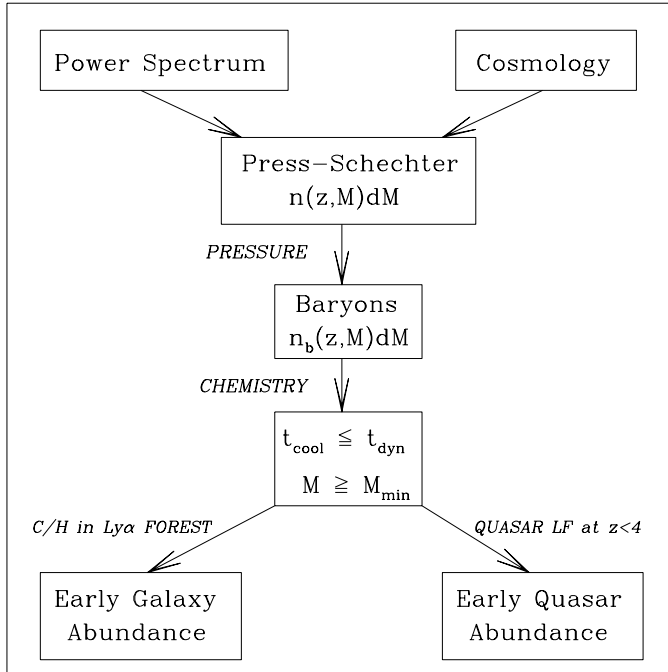 Power Spectrum
Cosmology
Press–Schechter
n(z,M)dM
PRESSURE
Baryons
n_b(z,M)dM
CHEMISTRY
t_cool ≦ t_dyn
M ≧ M_min
C/H in Lyα FOREST
QUASAR LF at z<4
Early Galaxy
Abundance
Early Quasar
Abundance